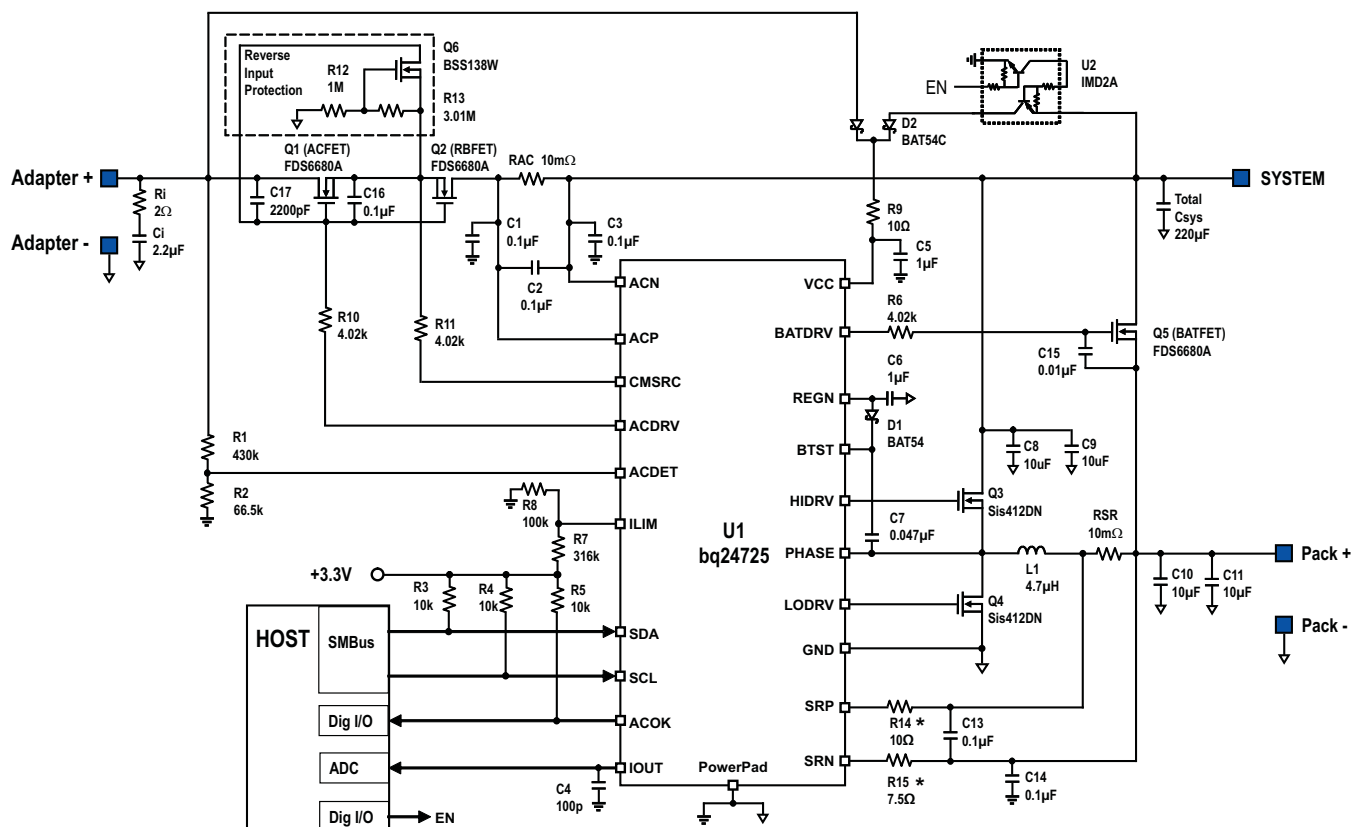 Reverse
Input
Protection
R12
1M
Q6
BSS138W
R13
3.01M
U2
IMD2A
EN
D2
BAT54C
Q1 (ACFET)
FDS6680A
Q2 (RBFET)
FDS6680A
RAC 10mΩ
Adapter +
Ri
2Ω
C17
2200pF
C16
0.1µF
SYSTEM
Total
Csys
220µF
R9
10Ω
Adapter -
Ci
2.2µF
C1
0.1µF
C3
0.1µF
C2
0.1µF
C5
1µF
ACN
VCC
R10
4.02k
R11
4.02k
R6
4.02k
ACP
BATDRV
Q5 (BATFET)
FDS6680A
C15
0.01µF
C6
1µF
CMSRC
REGN
ACDRV
D1
BAT54
R1
430k
BTST
C8
10uF
C9
10uF
ACDET
R2
66.5k
R8
100k
HIDRV
Q3
Sis412DN
ILIM
C7
0.047µF
RSR
10mΩ
U1
bq24725
R7
316k
PHASE
L1
4.7µH
Pack +
+3.3V
R3
10k
R4
10k
R5
10k
C10
10µF
C11
10µF
LODRV
Q4
Sis412DN
HOST
SMBus
SDA
GND
Pack -
SCL
SRP
R14 *
10Ω
C13
0.1µF
Dig I/O
ACOK
ADC
IOUT
PowerPad
SRN
R15 *
7.5Ω
C14
0.1µF
C4
100p
Dig I/O
EN